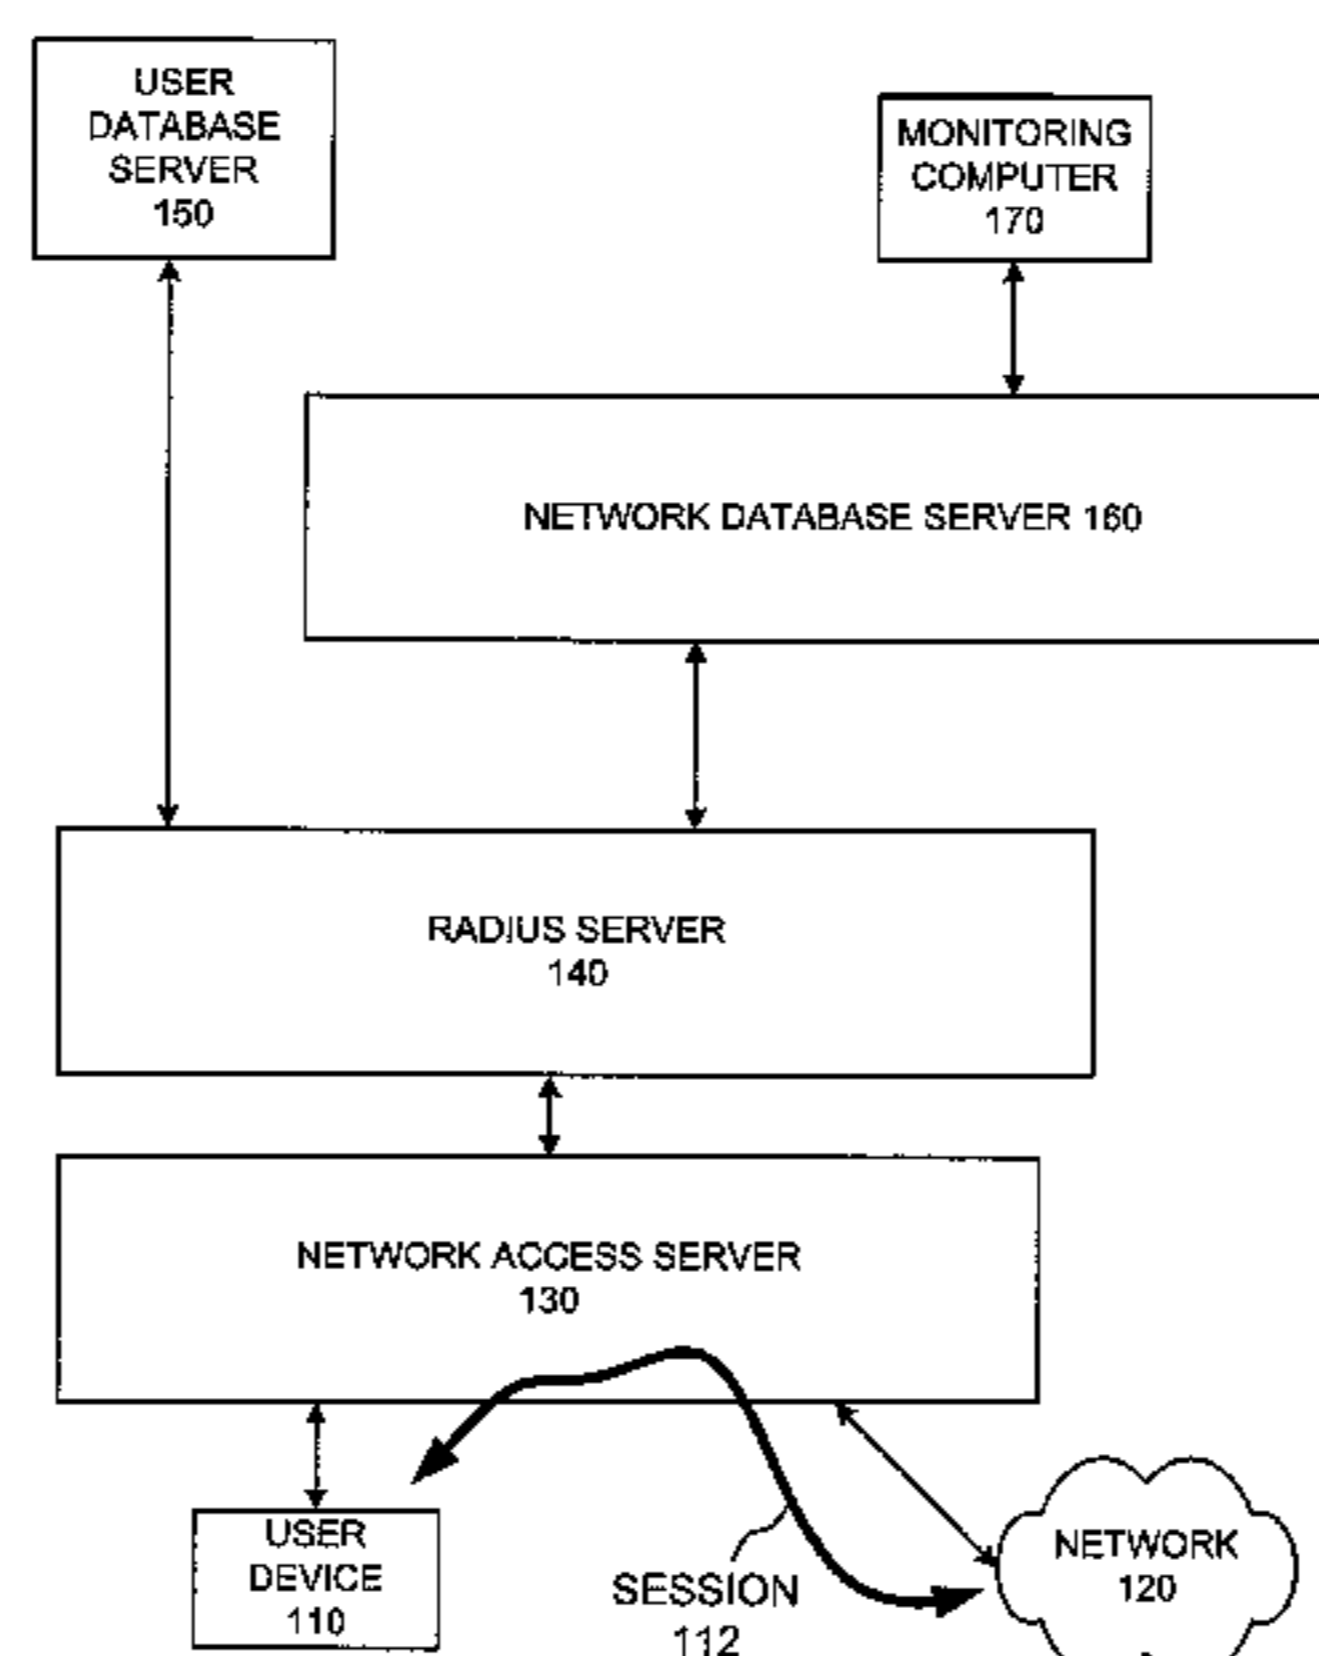 USER
DATABASE
SERVER
150
MONITORING
COMPUTER
170
NETWORK DATABASE SERVER 160
RADIUS SERVER
140
NETWORK ACCESS SERVER
130
USER
DEVICE
110
SESSION
112
NETWORK
120